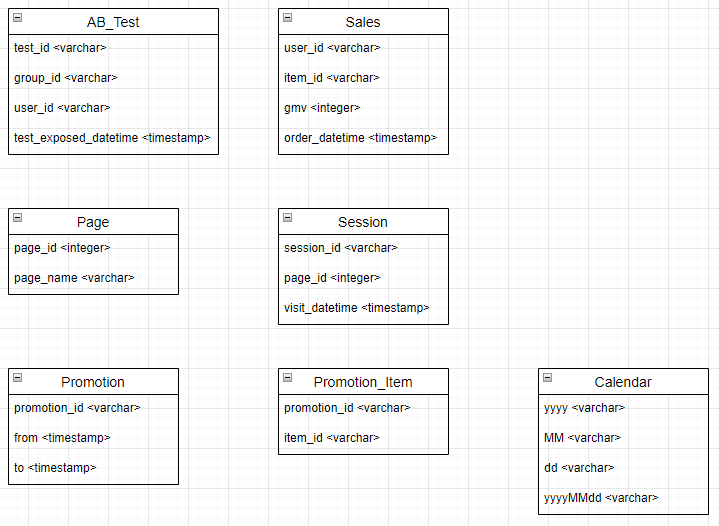 AB_Test
test_id <varchar>
group_id <varchar>
user_id <varchar>
test_exposed_datetime <timestamp>
Sales
user_id <varchar>
item_id <varchar>
gmv <integer>
order_datetime <timestamp>
Page
page_id <integer>
page_name <varchar>
Session
session_id <varchar>
page_id <integer>
visit_datetime <timestamp>
Promotion
promotion_id <varchar>
from <timestamp>
to <timestamp>
Promotion_Item
promotion_id <varchar>
item_id <varchar>
Calendar
yyyy <varchar>
MM <varchar>
dd <varchar>
yyyyMMdd <varchar>